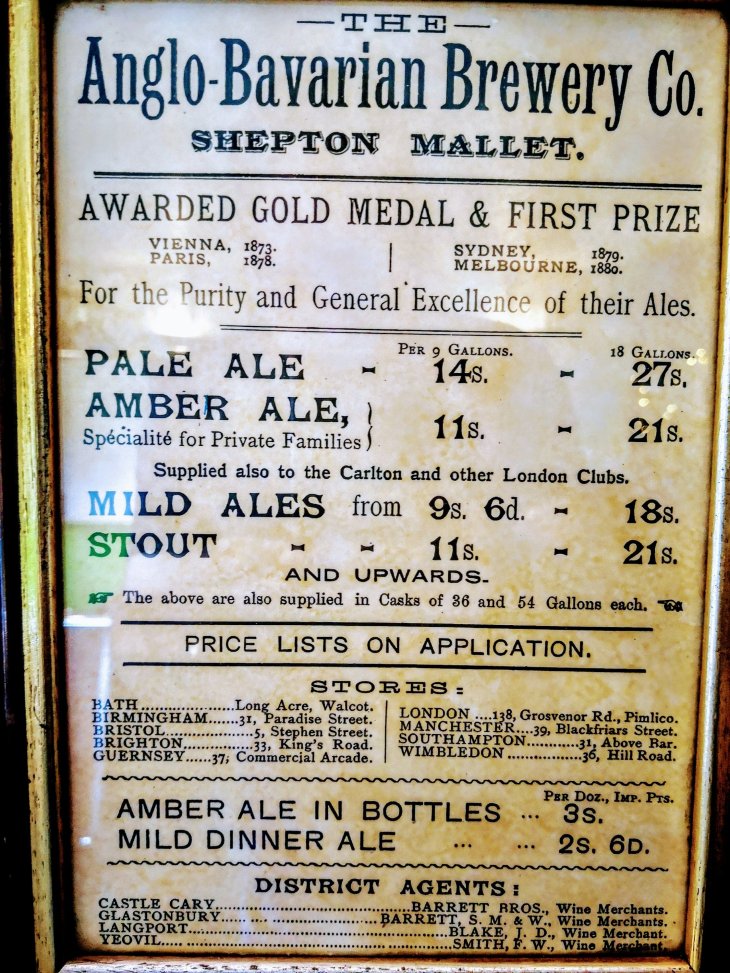 — THE —
Anglo-Bavarian Brewery Co.
SHEPTON MALLET.
AWARDED GOLD MEDAL & FIRST PRIZE
VIENNA, 1873. | SYDNEY, 1879.
PARIS, 1878. | MELBOURNE, 1880.
For the Purity and General Excellence of their Ales.
PER 9 GALLONS. 18 GALLONS.
PALE ALE - 14s. - 27s.
AMBER ALE,
Spécialité for Private Families } 11s. - 21s.
Supplied also to the Carlton and other London Clubs.
MILD ALES from 9s. 6d. - 18s.
STOUT - - 11s. - 21s.
AND UPWARDS.
☞ The above are also supplied in Casks of 36 and 54 Gallons each. ☜
PRICE LISTS ON APPLICATION.
STORES:
BATH ..................Long Acre, Walcot.
BIRMINGHAM......31, Paradise Street.
BRISTOL ..................5, Stephen Street.
BRIGHTON..................33, King's Road.
GUERNSEY.....37, Commercial Arcade.
LONDON ....138, Grosvenor Rd., Pimlico.
MANCHESTER....39, Blackfriars Street.
SOUTHAMPTON............31, Above Bar.
WIMBLEDON .................36, Hill Road.
PER DOZ., IMP. PTS.
AMBER ALE IN BOTTLES ... 3s.
MILD DINNER ALE ... ... 2s. 6D.
DISTRICT AGENTS:
CASTLE CARY..........................................BARRETT BROS., Wine Merchants.
GLASTONBURY..... ... ........................BARRETT, S. M. & W., Wine Merchants.
LANGPORT..................................................BLAKE, J. D., Wine Merchant.
YEOVIL..... ..................................................SMITH, F. W., Wine Merchant.